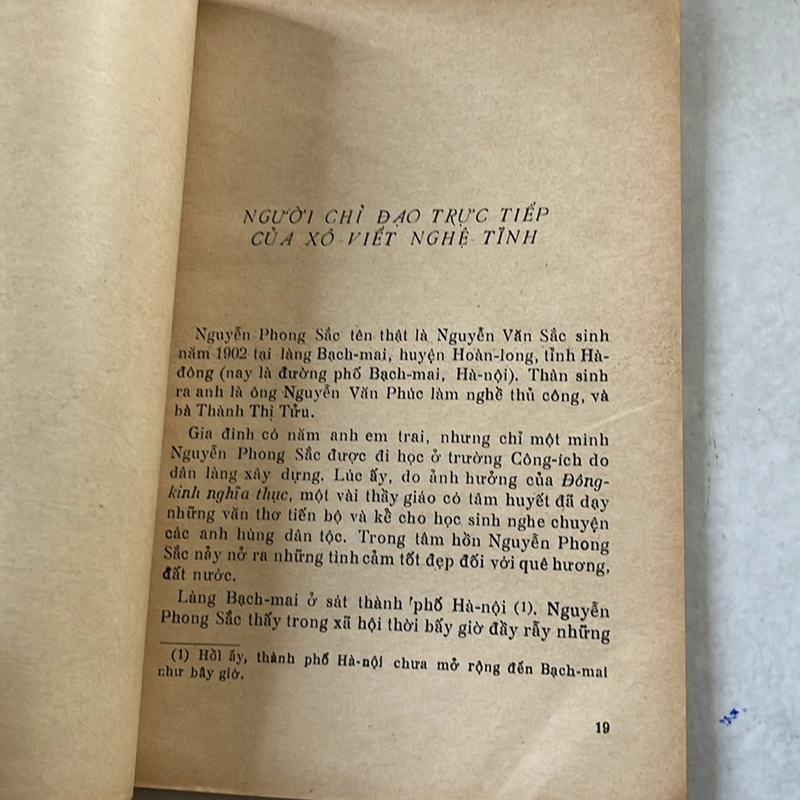 NGƯỜI CHỈ ĐẠO TRỰC TIẾP
CỦA XÔ-VIẾT NGHỆ-TĨNH
Nguyễn Phong Sắc tên thật là Nguyễn Văn Sắc sinh
năm 1902 tại làng Bạch-mai, huyện Hoàn-long, tỉnh Hà-
đông (nay là đường phố Bạch-mai, Hà-nội). Thân sinh
ra anh là ông Nguyễn Văn Phúc làm nghề thủ công, và
bà Thành Thị Tửu.
Gia đình có năm anh em trai, nhưng chỉ một mình
Nguyễn Phong Sắc được đi học ở trường Công-ích do
dân làng xây dựng. Lúc ấy, do ảnh hưởng của Đông-
kinh nghĩa thục, một vài thầy giáo có tâm huyết đã dạy
những văn thơ tiến bộ và kể cho học sinh nghe chuyện
các anh hùng dân tộc. Trong tâm hồn Nguyễn Phong
Sắc nảy nở ra những tình cảm tốt đẹp đối với quê hương,
đất nước.
Làng Bạch-mai ở sát thành phố Hà-nội (1). Nguyễn
Phong Sắc thấy trong xã hội thời bấy giờ đầy rẫy những
(1) Hồi ấy, thành phố Hà-nội chưa mở rộng đến Bạch-mai
như bây giờ.
19